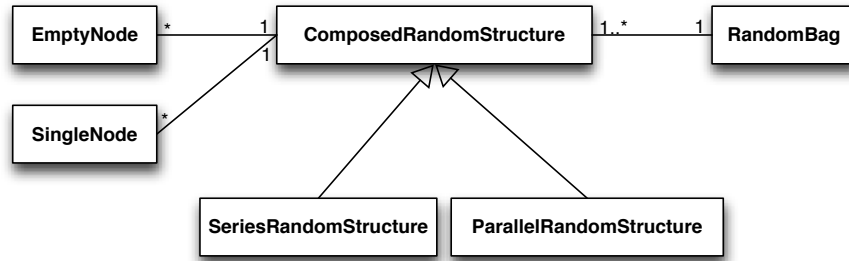 EmptyNode
* 1
ComposedRandomStructure
1..* 1
RandomBag
1
*
SingleNode
SeriesRandomStructure
ParallelRandomStructure